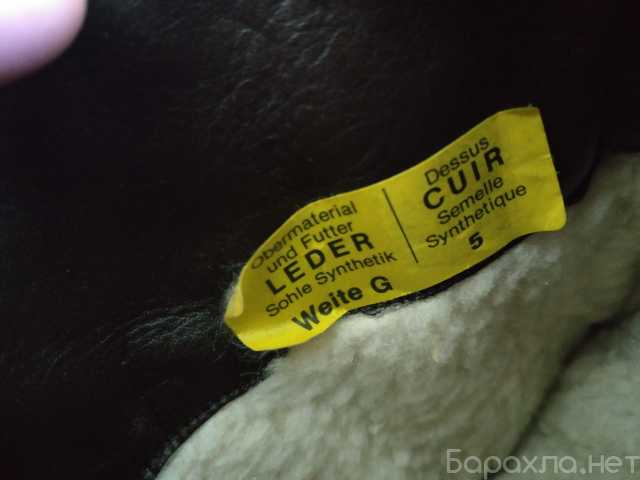 Obermaterial
und Futter
LEDER
Sohle Synthetik
Weite G
Dessus
CUIR
Semelle
Synthetique
5
Барахла.нет